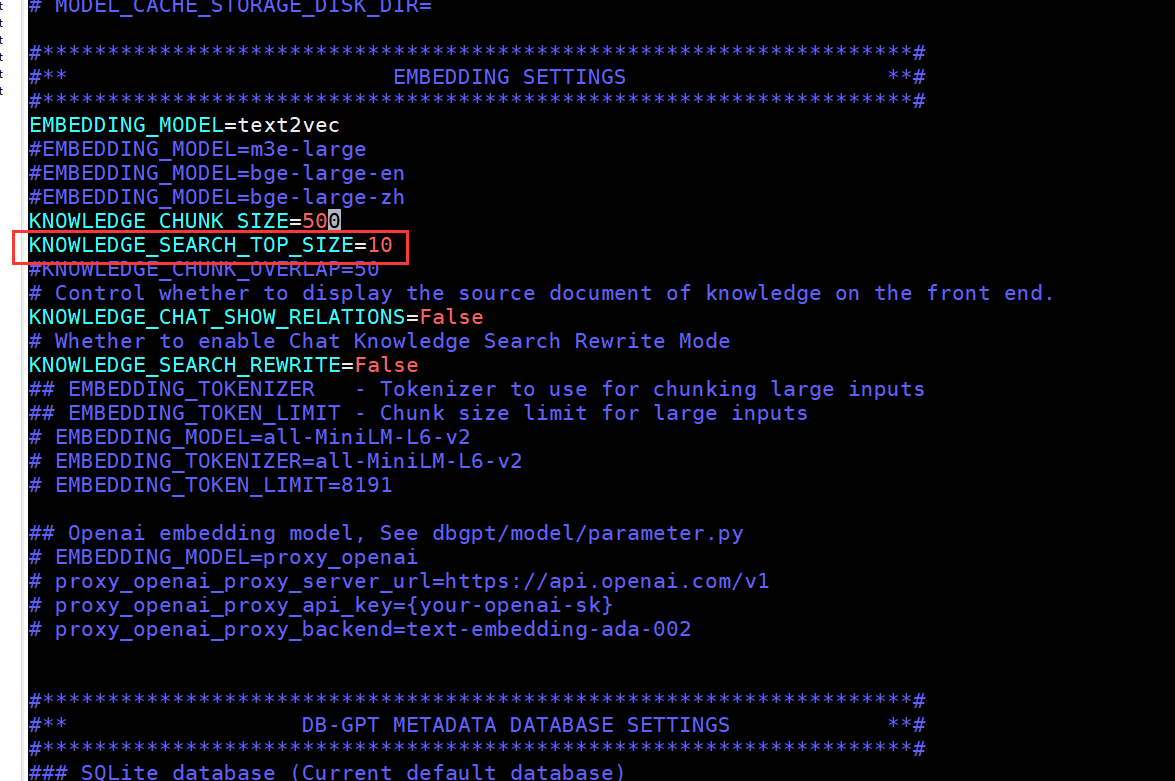 # MODEL_CACHE_STORAGE_DISK_DIR=
#*******************************************************************#
#** EMBEDDING SETTINGS **#
#*******************************************************************#
EMBEDDING_MODEL=text2vec
#EMBEDDING_MODEL=m3e-large
#EMBEDDING_MODEL=bge-large-en
#EMBEDDING_MODEL=bge-large-zh
KNOWLEDGE_CHUNK_SIZE=500
KNOWLEDGE_SEARCH_TOP_SIZE=10
#KNOWLEDGE_CHUNK_OVERLAP=50
# Control whether to display the source document of knowledge on the front end.
KNOWLEDGE_CHAT_SHOW_RELATIONS=False
# Whether to enable Chat Knowledge Search Rewrite Mode
KNOWLEDGE_SEARCH_REWRITE=False
## EMBEDDING_TOKENIZER   - Tokenizer to use for chunking large inputs
## EMBEDDING_TOKEN_LIMIT - Chunk size limit for large inputs
# EMBEDDING_MODEL=all-MiniLM-L6-v2
# EMBEDDING_TOKENIZER=all-MiniLM-L6-v2
# EMBEDDING_TOKEN_LIMIT=8191
## Openai embedding model, See dbgpt/model/parameter.py
# EMBEDDING_MODEL=proxy_openai
# proxy_openai_proxy_server_url=https://api.openai.com/v1
# proxy_openai_proxy_api_key={your-openai-sk}
# proxy_openai_proxy_backend=text-embedding-ada-002
#*******************************************************************#
#** DB-GPT METADATA DATABASE SETTINGS **#
#*******************************************************************#
### SQLite database (Current default database)